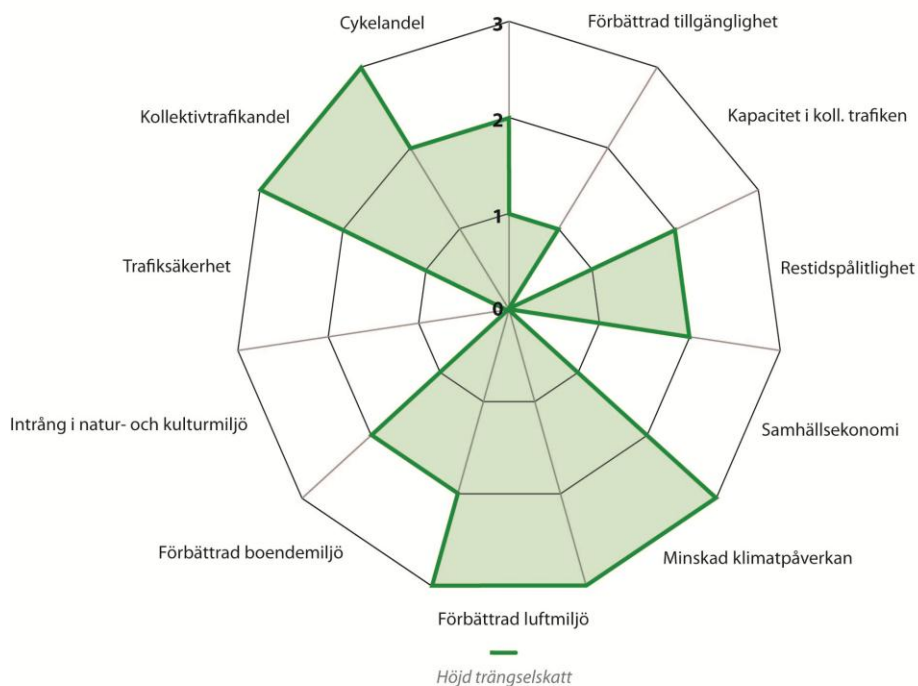 Cykelandel
3
Förbättrad tillgänglighet
Kollektivtrafikandel
2
Kapacitet i koll. trafiken
1
Trafiksäkerhet
Restidspålitlighet
0
Intrång i natur- och kulturmiljö
Samhällsekonomi
Förbättrad boendemiljö
Minskad klimatpåverkan
Förbättrad luftmiljö
Höjd trängselskatt